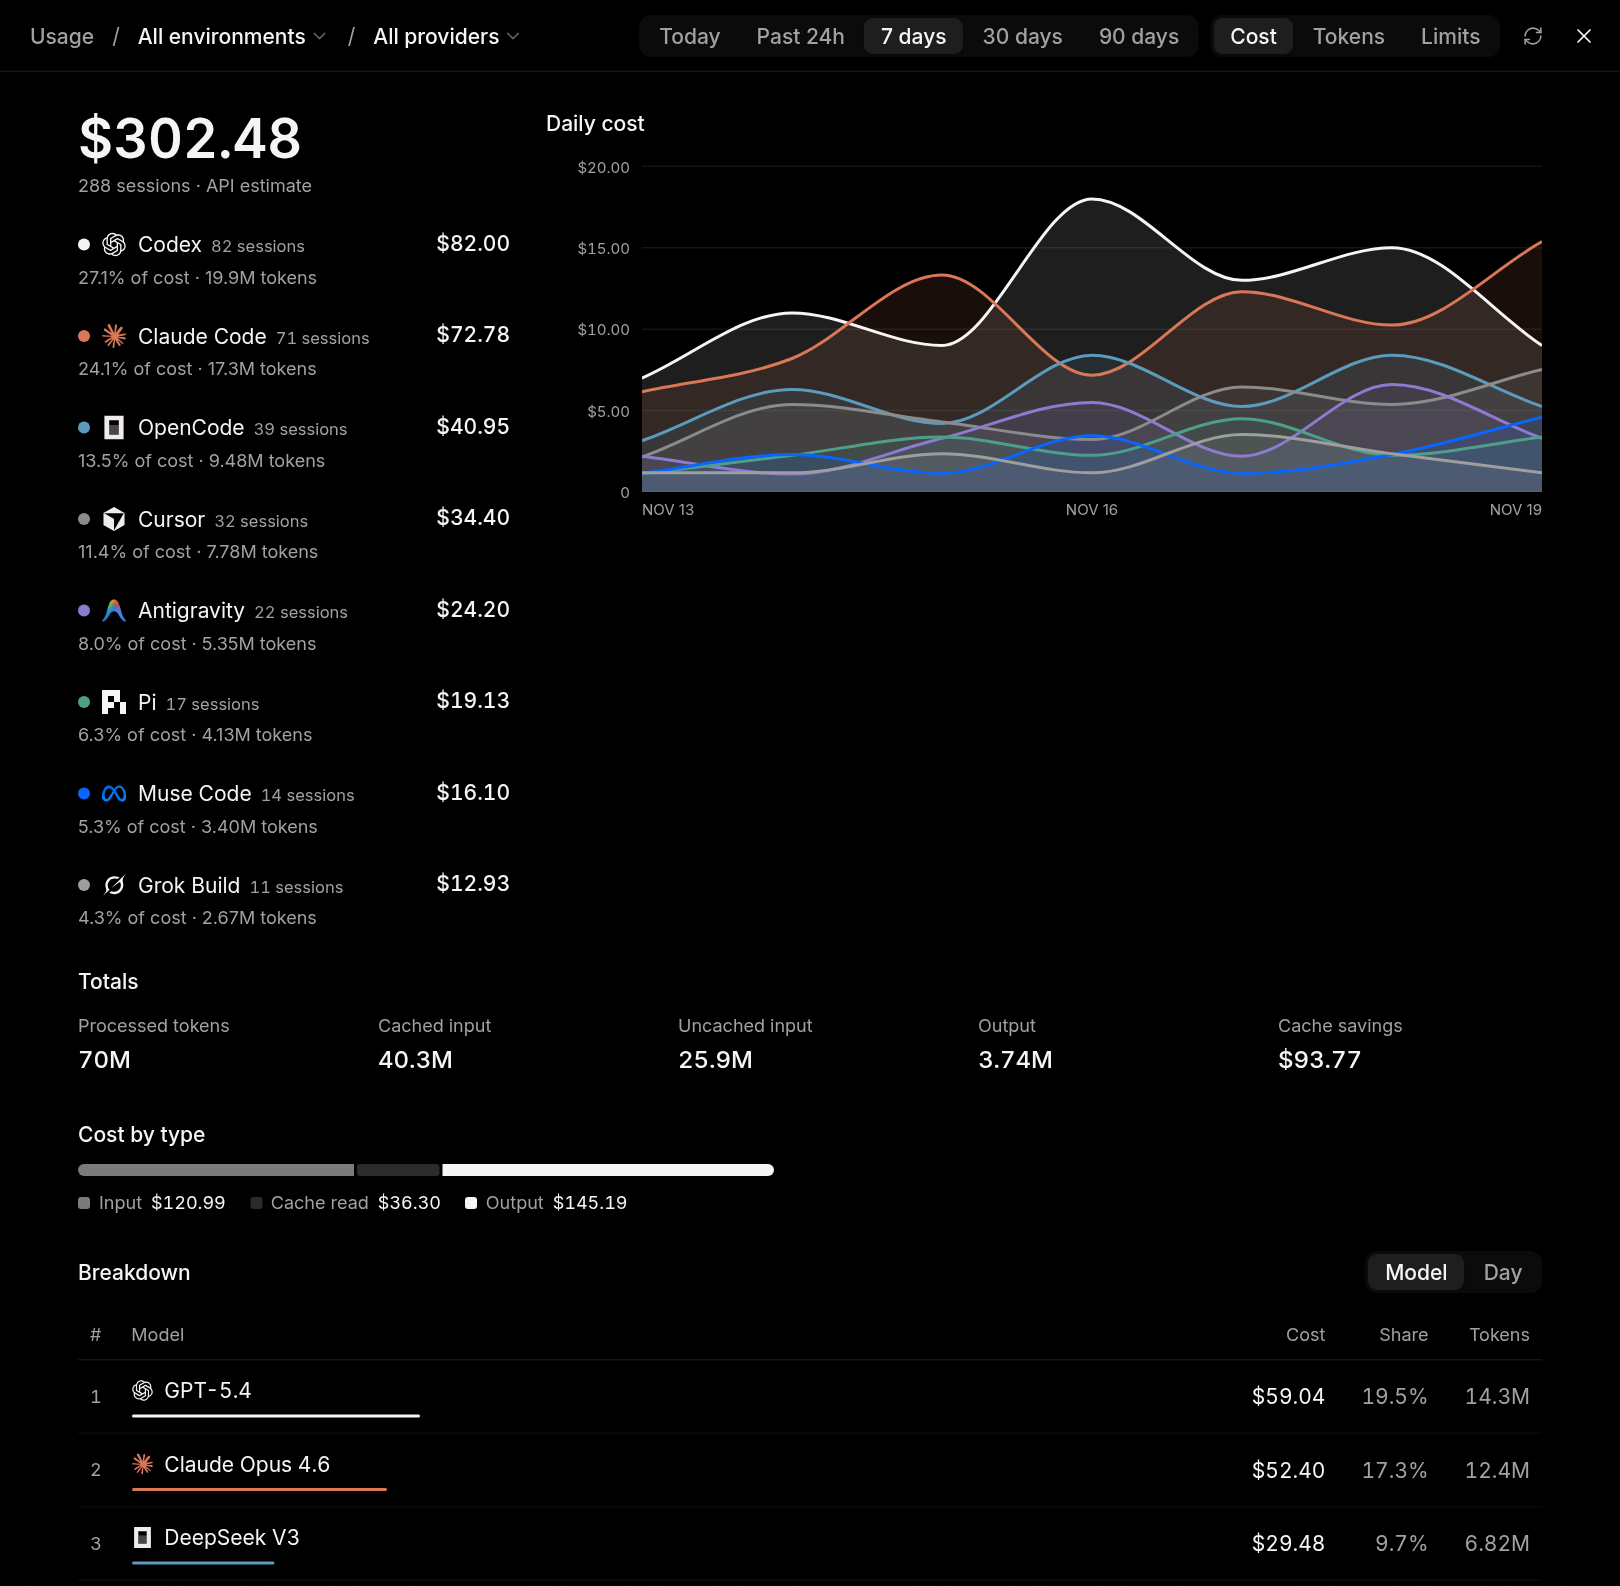 Usage / All environments / All providers
Today Past 24h 7 days 30 days 90 days Cost Tokens Limits
$302.48
288 sessions · API estimate
Codex 82 sessions $82.00
27.1% of cost · 19.9M tokens
Claude Code 71 sessions $72.78
24.1% of cost · 17.3M tokens
OpenCode 39 sessions $40.95
13.5% of cost · 9.48M tokens
Cursor 32 sessions $34.40
11.4% of cost · 7.78M tokens
Antigravity 22 sessions $24.20
8.0% of cost · 5.35M tokens
Pi 17 sessions $19.13
6.3% of cost · 4.13M tokens
Muse Code 14 sessions $16.10
5.3% of cost · 3.40M tokens
Grok Build 11 sessions $12.93
4.3% of cost · 2.67M tokens
Daily cost
$20.00
$15.00
$10.00
$5.00
0
NOV 13 NOV 16 NOV 19
Totals
Processed tokens Cached input Uncached input Output Cache savings
70M 40.3M 25.9M 3.74M $93.77
Cost by type
Input $120.99 Cache read $36.30 Output $145.19
Breakdown Model Day
# Model Cost Share Tokens
1 GPT-5.4 $59.04 19.5% 14.3M
2 Claude Opus 4.6 $52.40 17.3% 12.4M
3 DeepSeek V3 $29.48 9.7% 6.82M